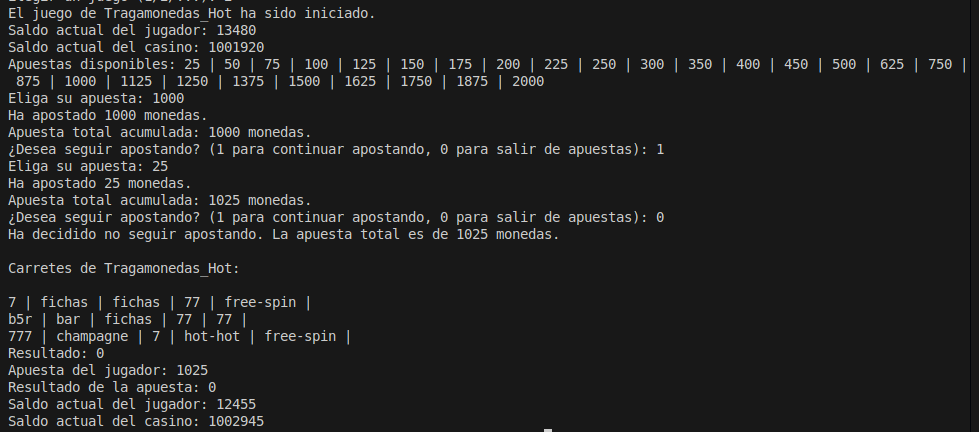 El juego de Tragamonedas_Hot ha sido iniciado.
Saldo actual del jugador: 13480
Saldo actual del casino: 1001920
Apuestas disponibles: 25 | 50 | 75 | 100 | 125 | 150 | 175 | 200 | 225 | 250 | 300 | 350 | 400 | 450 | 500 | 625 | 750 |
875 | 1000 | 1125 | 1250 | 1375 | 1500 | 1625 | 1750 | 1875 | 2000
Eliga su apuesta: 1000
Ha apostado 1000 monedas.
Apuesta total acumulada: 1000 monedas.
¿Desea seguir apostando? (1 para continuar apostando, 0 para salir de apuestas): 1
Eliga su apuesta: 25
Ha apostado 25 monedas.
Apuesta total acumulada: 1025 monedas.
¿Desea seguir apostando? (1 para continuar apostando, 0 para salir de apuestas): 0
Ha decidido no seguir apostando. La apuesta total es de 1025 monedas.
Carretes de Tragamonedas_Hot:
7 | fichas | fichas | 77 | free-spin |
b5r | bar | fichas | 77 | 77 |
777 | champagne | 7 | hot-hot | free-spin |
Resultado: 0
Apuesta del jugador: 1025
Resultado de la apuesta: 0
Saldo actual del jugador: 12455
Saldo actual del casino: 1002945